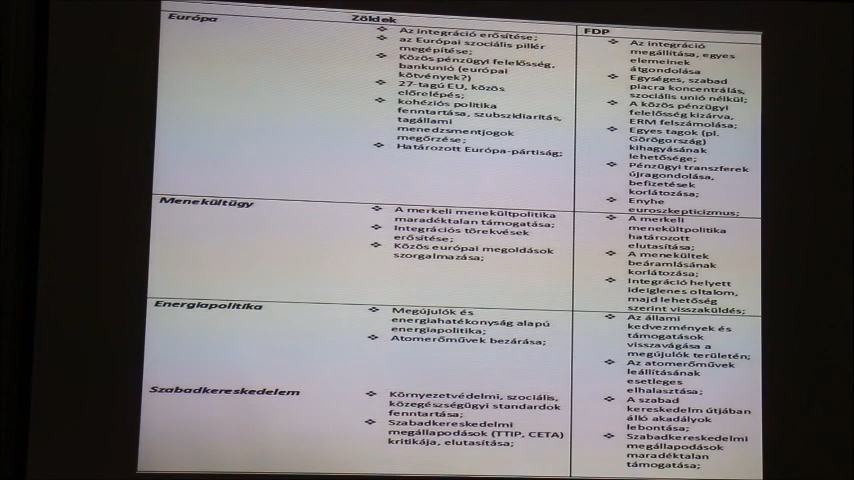 Európa
Zöldek
FDP
Az integráció erősítése;
az Európai szociális pillér
megépítése;
Közös pénzügyi felelősség,
bankunió (európai
kötvények?)
27-tagú EU, közös
előrelépés;
kohéziós politika
fenntartása, szubszidiaritás,
tagállami
menedzsmentjogok
megőrzése;
Határozott Európa-pártiság;
Az integráció
megállítása, egyes
elemeinek
átgondolása
Egységes, szabad
piacra koncentrálás,
szociális unió nélkül;
A közös pénzügyi
felelősség kizárva,
ERM felszámolása;
Egyes tagok (pl.
Görögország)
kihagyásának
lehetősége;
Pénzügyi transzferek
újragondolása,
befizetések
korlátozása;
Enyhe
euroszkepticizmus;
Menekültügy
A merkeli menekültpolitika
maradéktalan támogatása;
Integrációs törekvések
erősítése;
Közös európai megoldások
szorgalmazása;
A merkeli
menekültpolitika
határozott
elutasítása;
A menekültek
beáramlásának
korlátozása;
Integráció helyett
ideiglenes oltalom,
majd lehetőség
szerint visszaküldés;
Energiapolitika
Megújulók és
energiahatékonyság alapú
energiapolitika;
Atomerőművek bezárása;
Az állami
kedvezmények és
támogatások
visszavágása a
megújulók területén;
Az atomerőművek
leállításának
esetleges
elhalasztása;
Szabadkereskedelem
Környezetvédelmi, szociális,
közegészségügyi standardok
fenntartása;
Szabadkereskedelmi
megállapodások (TTIP, CETA)
kritikája, elutasítása;
A szabad
kereskedelm útjában
álló akadályok
lebontása;
Szabadkereskedelmi
megállapodások
maradéktalan
támogatása;